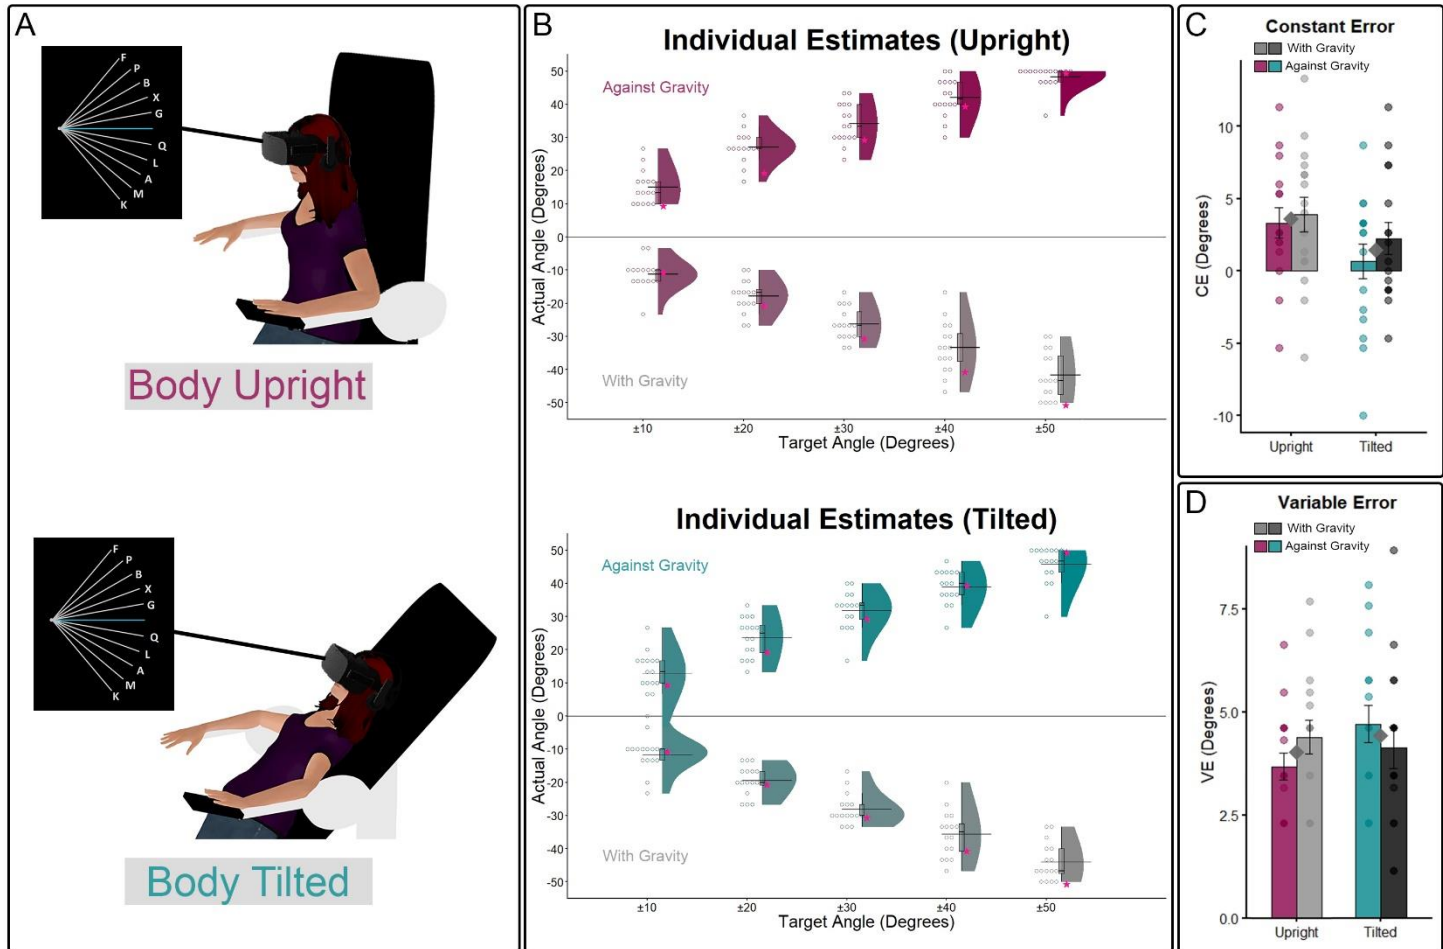 A
F
P
B
X
G
Q
L
A
M
K
Body Upright
F
P
B
X
G
Q
L
A
M
K
Body Tilted
B
Individual Estimates (Upright)
Against Gravity
With Gravity
Actual Angle (Degrees)
50
40
30
20
10
0
-10
-20
-30
-40
-50
±10
±20
±30
±40
±50
Target Angle (Degrees)
Individual Estimates (Tilted)
Against Gravity
With Gravity
Actual Angle (Degrees)
50
40
30
20
10
0
-10
-20
-30
-40
-50
±10
±20
±30
±40
±50
Target Angle (Degrees)
C
Constant Error
With Gravity
Against Gravity
CE (Degrees)
10
5
0
-5
-10
Upright
Tilted
D
Variable Error
With Gravity
Against Gravity
VE (Degrees)
7.5
5.0
2.5
0.0
Upright
Tilted